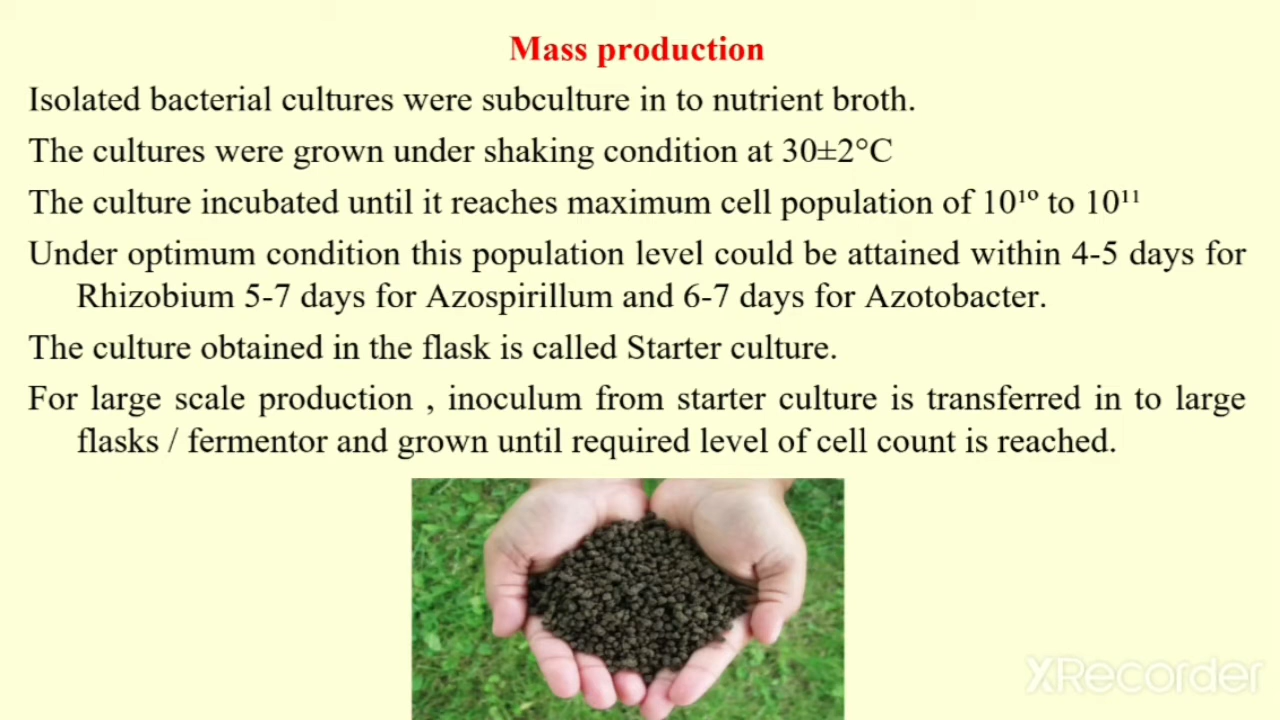 Mass production
Isolated bacterial cultures were subculture in to nutrient broth.
The cultures were grown under shaking condition at 30±2°C
The culture incubated until it reaches maximum cell population of 10¹º to 10¹¹
Under optimum condition this population level could be attained within 4-5 days for
Rhizobium 5-7 days for Azospirillum and 6-7 days for Azotobacter.
The culture obtained in the flask is called Starter culture.
For large scale production , inoculum from starter culture is transferred in to large
flasks / fermentor and grown until required level of cell count is reached.
XRecorder